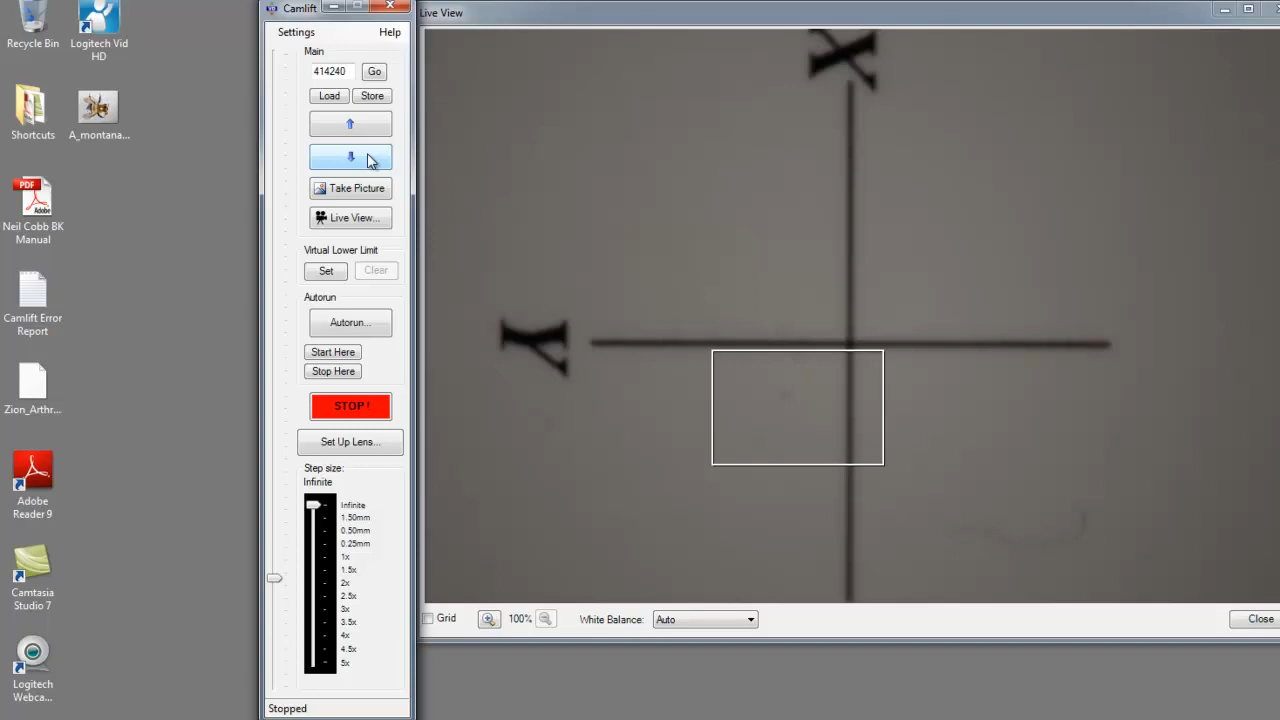 Recycle Bin
Logitech Vid HD
Shortcuts
A_montana...
PDF
Adobe
Neil Cobb BK Manual
Camlift Error Report
Zion_Arthr...
Adobe Reader 9
Camtasia Studio 7
Logitech Webca...
Camlift
Settings
Help
Main
414240
Go
Load
Store
Take Picture
Live View...
Virtual Lower Limit
Set
Clear
Autorun
Autorun...
Start Here
Stop Here
STOP!
Set Up Lens...
Step size:
Infinite
Infinite
1.50mm
0.50mm
0.25mm
1x
1.5x
2x
2.5x
3x
3.5x
4x
4.5x
5x
Stopped
Live View
X
Y
Grid
100%
White Balance:
Auto
Close